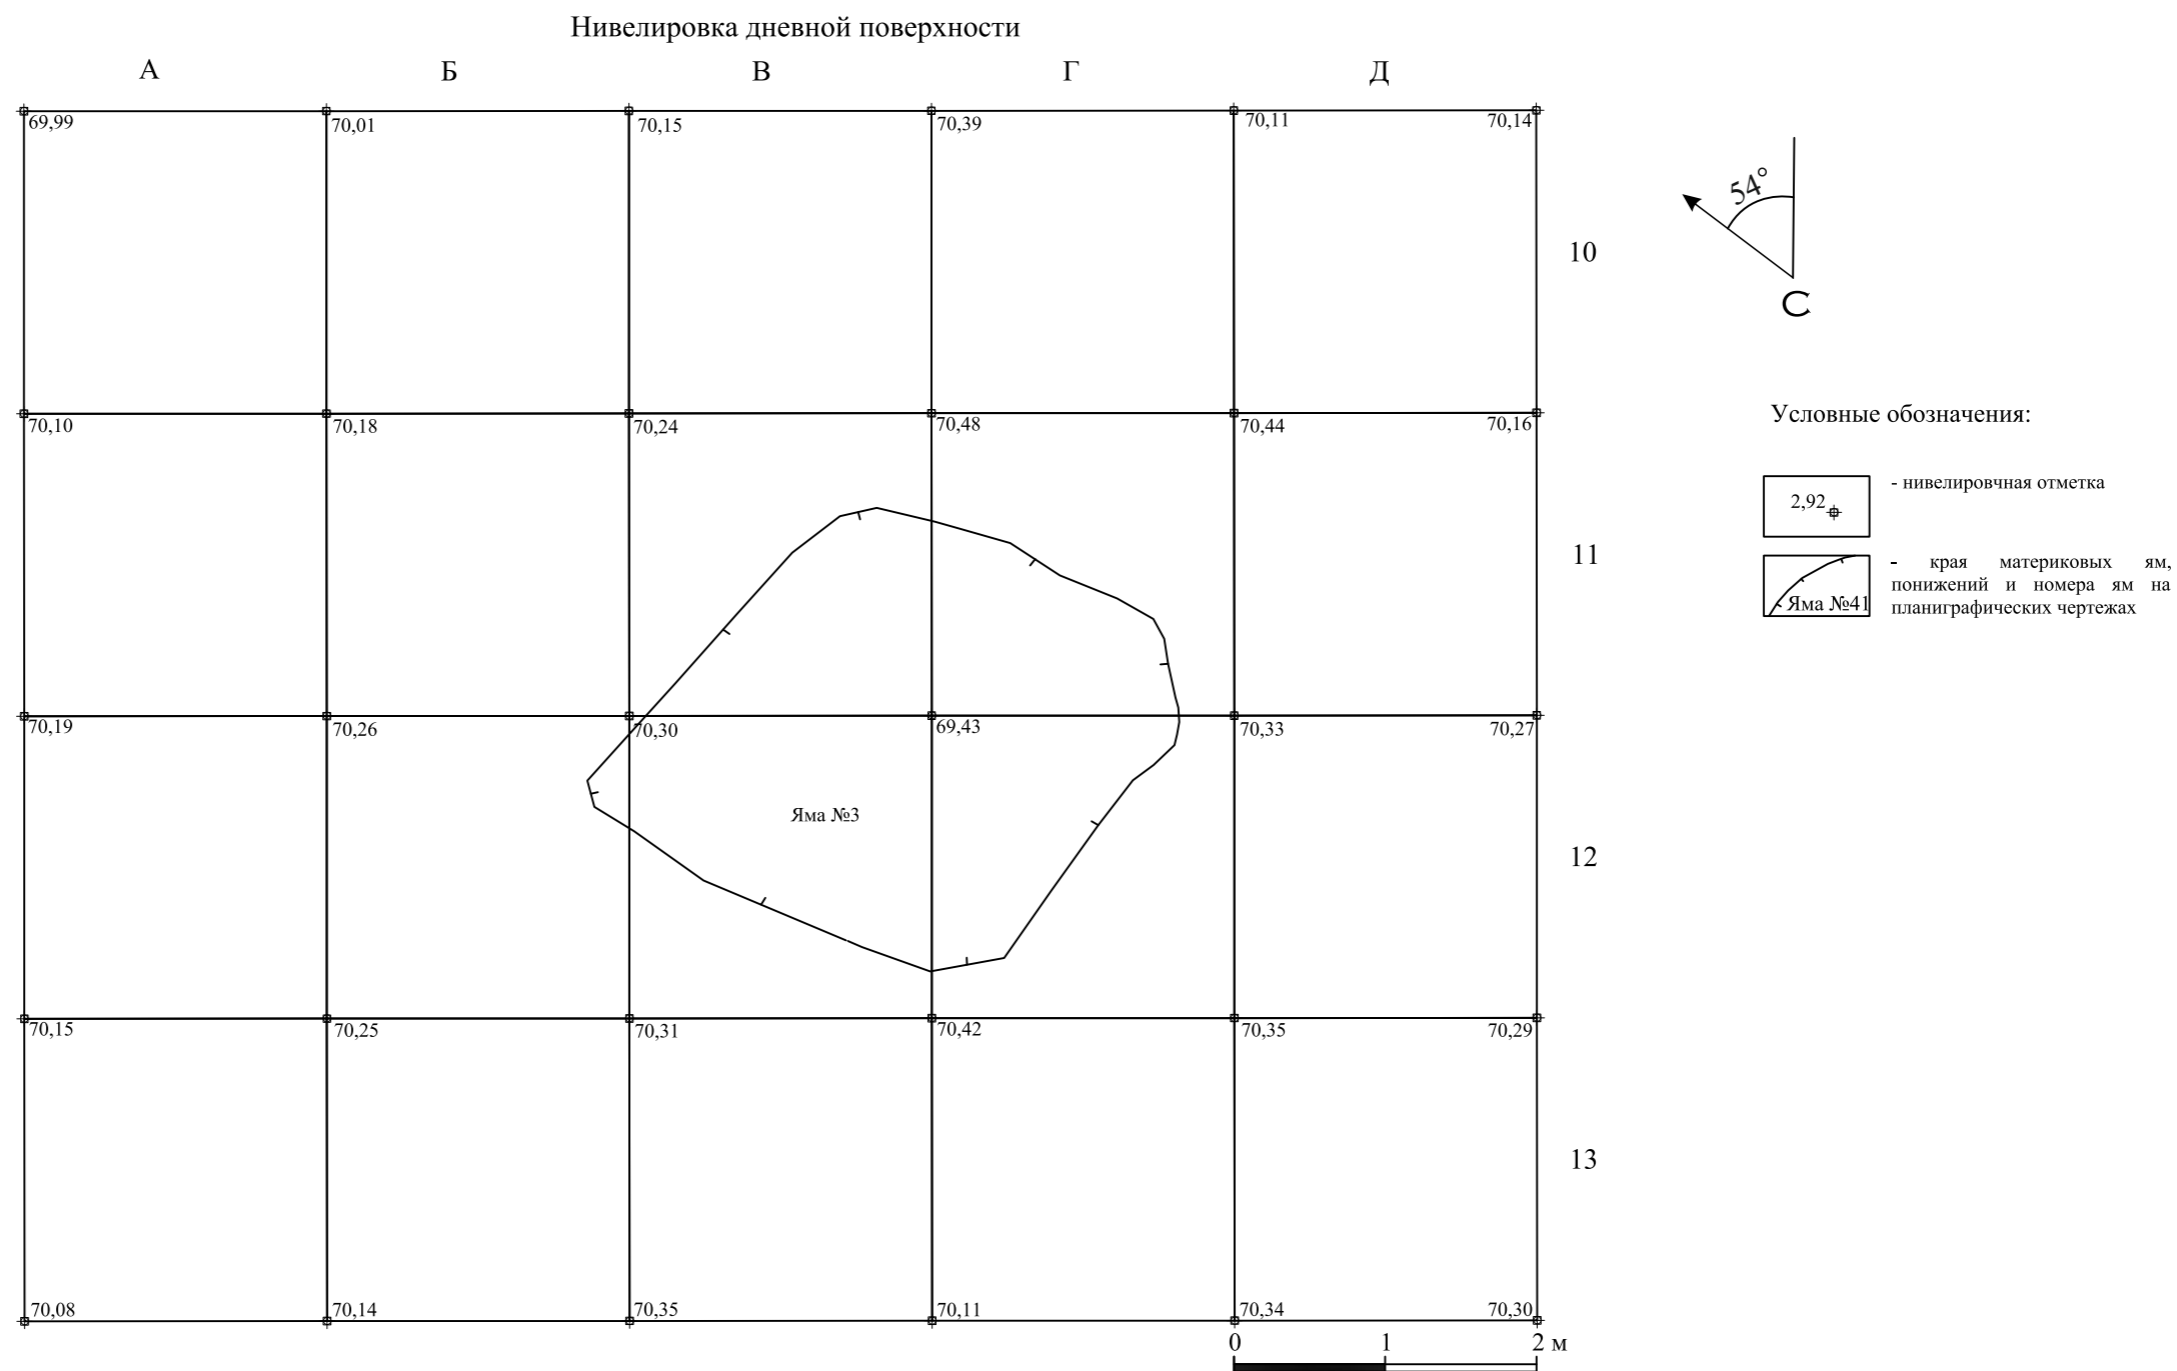 Нивелировка дневной поверхности
А Б В Г Д
69,99 70,01 70,15 70,39 70,11 70,14
54°
10
С
70,10 70,18 70,24 70,48 70,44 70,16
Условные обозначения:
2,92
- нивелировчная отметка
11
- края материковых ям,
понижений и номера ям на
планиграфических чертежах
Яма №41
70,19 70,26 70,30 69,43 70,33 70,27
Яма №3
12
70,15 70,25 70,31 70,42 70,35 70,29
13
70,08 70,14 70,35 70,11 70,34 70,30
0 1 2 м